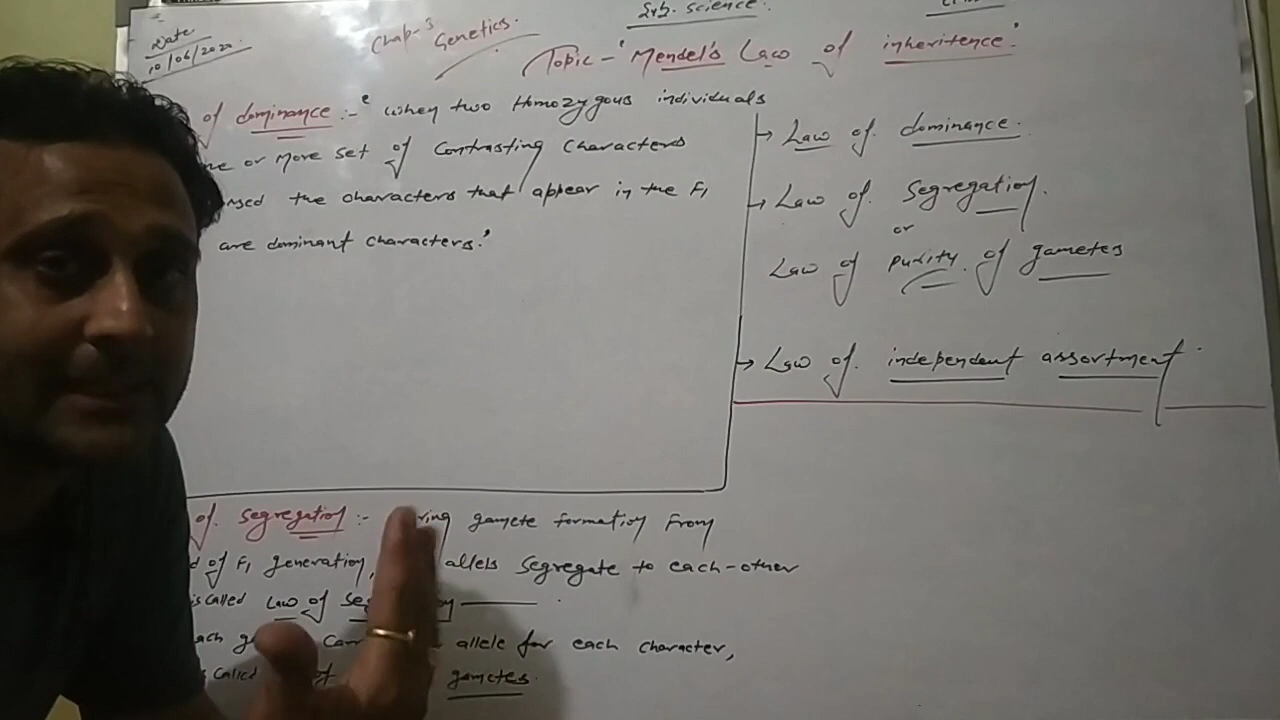 Sub. science.
Date
10/06/2020
Chap-3 Genetics.
Topic - 'Mendel's Law of inheritence.'
of dominance :- " when two Homozygous individuals
or more set of Contrasting Characters
the characters that appear in the F1
are dominant characters."
→ Law of. dominance.
→ Law of. Segregation.
or
Law of purity. of gametes
→ Law of. independent assortment.
of. Segregation :- gamete formation From
of F1 generation, allels Segregate to each-other
is called Law of
allele for each character,
called gametes.